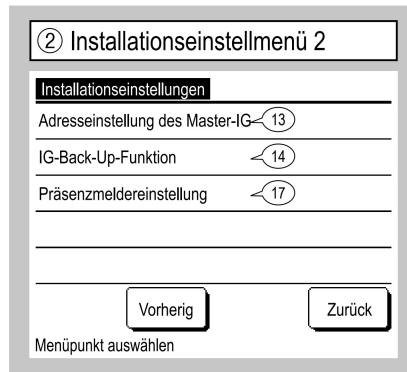 ② Installationseinstellmenü 2
Installationseinstellungen
Adresseinstellung des Master-IG 13
IG-Back-Up-Funktion 14
Präsenzmeldereinstellung 17
Vorherig Zurück
Menüpunkt auswählen